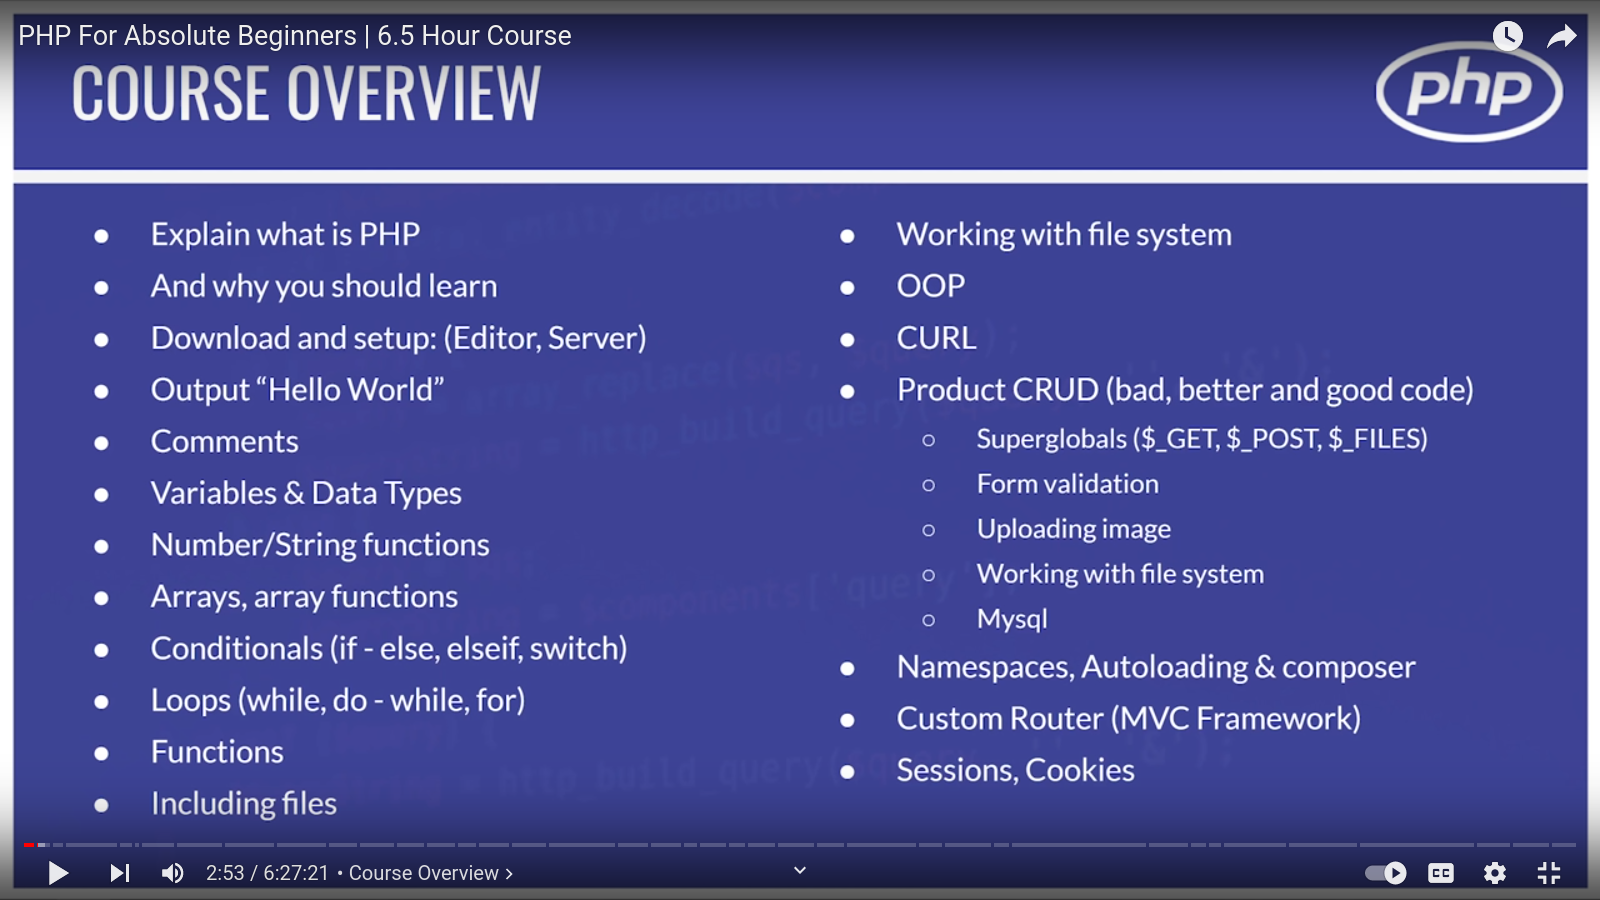 PHP For Absolute Beginners | 6.5 Hour Course
COURSE OVERVIEW
php
Explain what is PHP
And why you should learn
Download and setup: (Editor, Server)
Output “Hello World”
Comments
Variables & Data Types
Number/String functions
Arrays, array functions
Conditionals (if - else, elseif, switch)
Loops (while, do - while, for)
Functions
Including files
Working with file system
OOP
CURL
Product CRUD (bad, better and good code)
Superglobals ($_GET, $_POST, $_FILES)
Form validation
Uploading image
Working with file system
Mysql
Namespaces, Autoloading & composer
Custom Router (MVC Framework)
Sessions, Cookies
2:53 / 6:27:21 • Course Overview >
CC